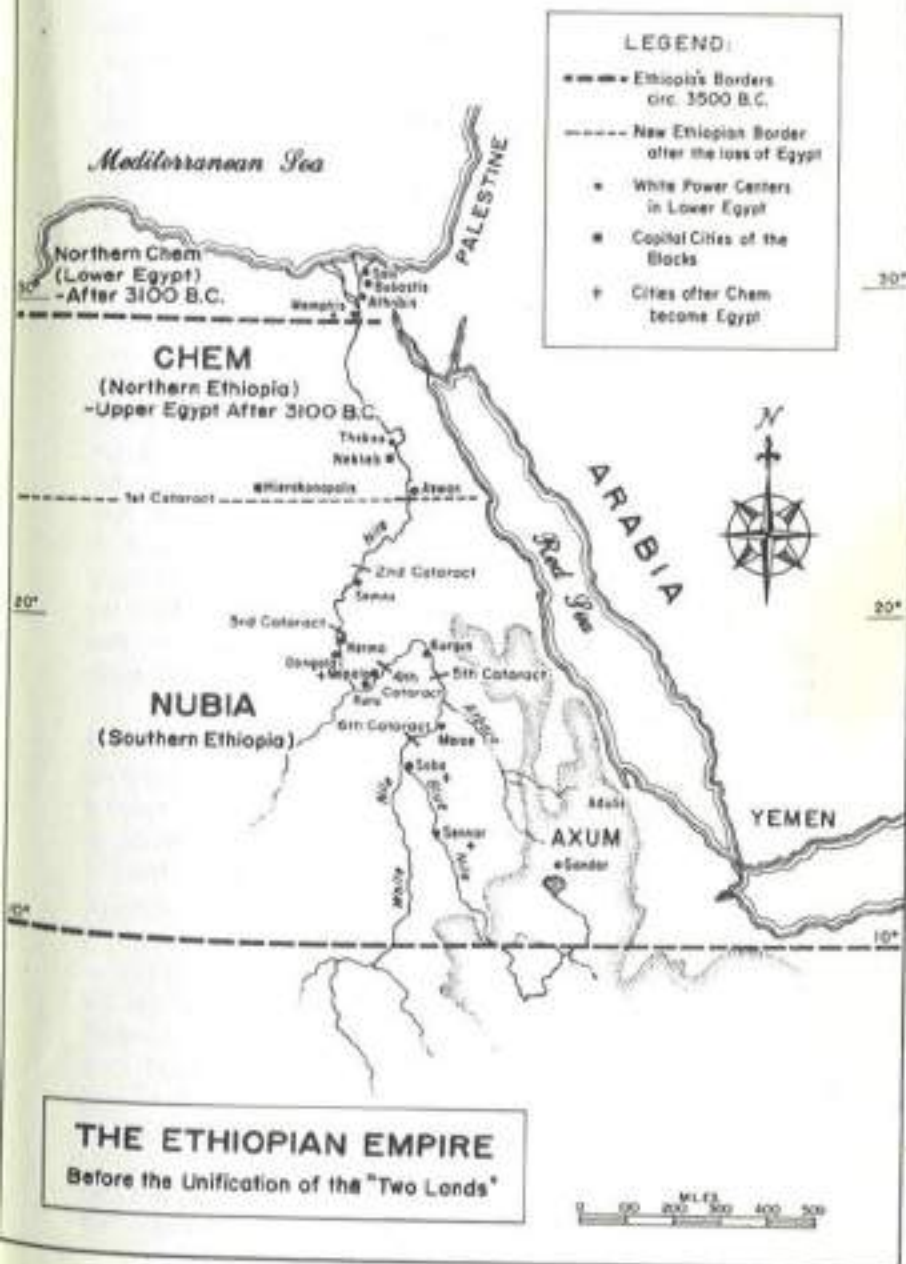 LEGEND:
Ethiopia's Borders
circ. 3500 B.C.
New Ethiopian Border
after the loss of Egypt
White Power Centers
in Lower Egypt
Capital Cities of the
Blacks
Cities after Chem
became Egypt
Mediterranean Sea
PALESTINE
Northern Chem
(Lower Egypt)
-After 3100 B.C.
Sais
Bubastis
Athribis
Memphis
30°
30°
CHEM
(Northern Ethiopia)
-Upper Egypt After 3100 B.C.
Thebes
Nekheb
Hierakonopolis
Aswan
1st Cataract
N
ARABIA
Red Sea
Nile
2nd Cataract
Semna
20°
20°
3rd Cataract
Kerma
Kurgus
Dongola
Napata
4th
Cataract
5th Cataract
NUBIA
(Southern Ethiopia)
6th Cataract
Meroe
Soba
Nile
Blue
Adulis
YEMEN
Sennar
AXUM
Gondar
White
Nile
10°
10°
THE ETHIOPIAN EMPIRE
Before the Unification of the "Two Lands"
MILES
0 100 200 300 400 500